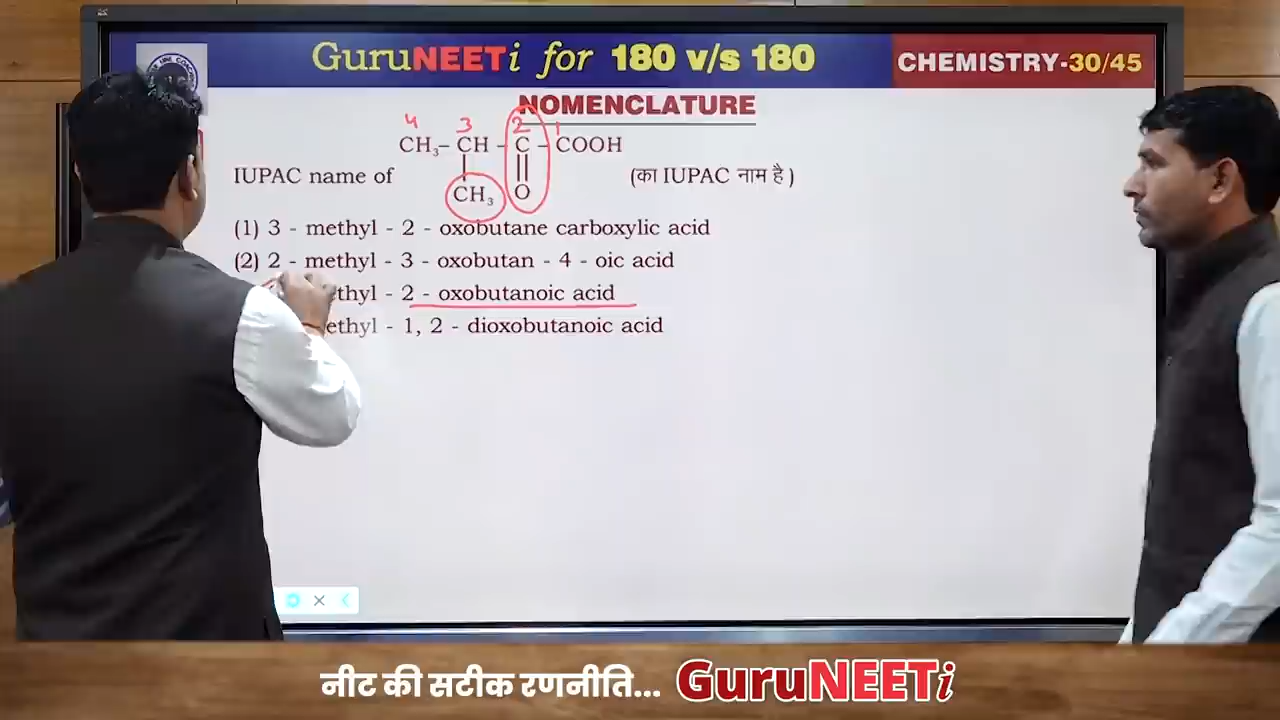 GuruNEETi for 180 v/s 180
CHEMISTRY-30/45
NOMENCLATURE
4 3 2 1
CH₃– CH – C – COOH
IUPAC name of (का IUPAC नाम है )
CH₃ O
(1) 3 - methyl - 2 - oxobutane carboxylic acid
(2) 2 - methyl - 3 - oxobutan - 4 - oic acid
- 2 - oxobutanoic acid
- 1, 2 - dioxobutanoic acid
नीट की सटीक रणनीति... GuruNEETi